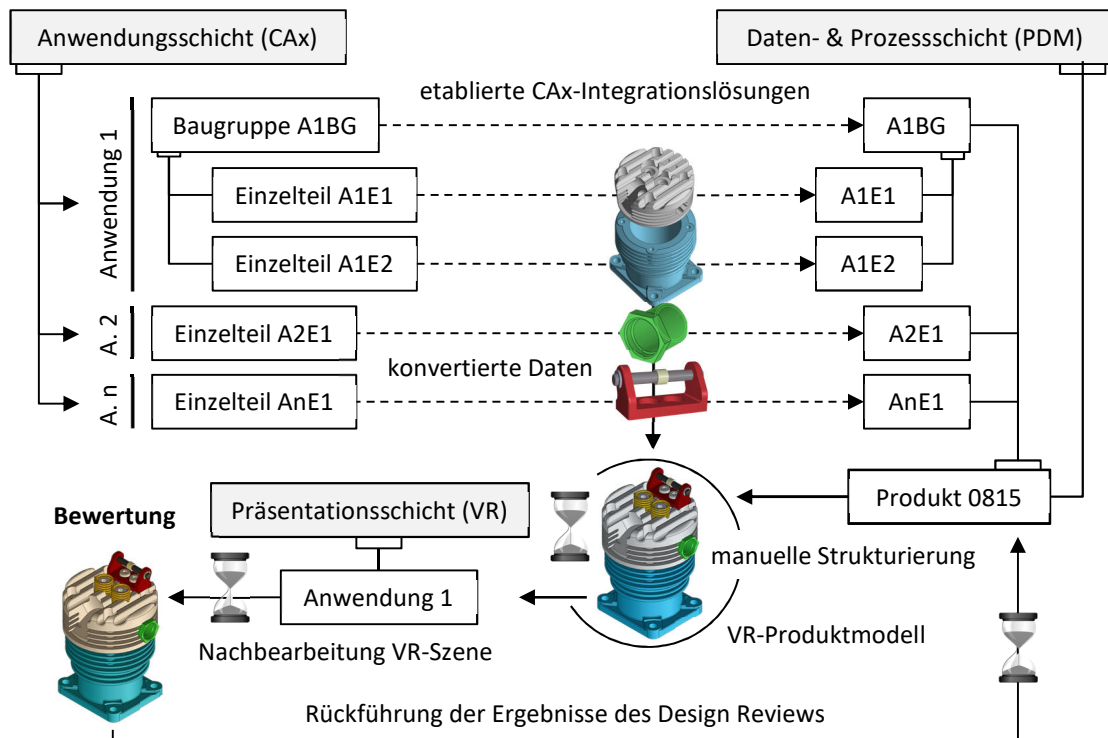 Anwendungsschicht (CAx)
Daten- & Prozessschicht (PDM)
etablierte CAx-Integrationslösungen
Anwendung 1
Baugruppe A1BG
A1BG
Einzelteil A1E1
A1E1
Einzelteil A1E2
A1E2
A. 2
Einzelteil A2E1
A2E1
konvertierte Daten
A. n
Einzelteil AnE1
AnE1
Produkt 0815
Bewertung
Präsentationsschicht (VR)
manuelle Strukturierung
Anwendung 1
VR-Produktmodell
Nachbearbeitung VR-Szene
Rückführung der Ergebnisse des Design Reviews